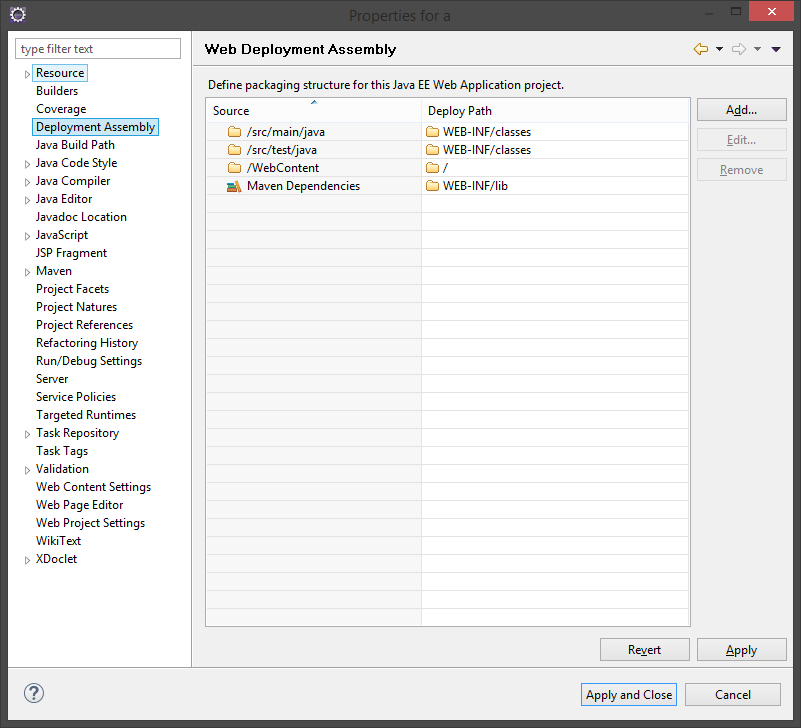 Properties for a
type filter text
Resource
Builders
Coverage
Deployment Assembly
Java Build Path
Java Code Style
Java Compiler
Java Editor
Javadoc Location
JavaScript
JSP Fragment
Maven
Project Facets
Project Natures
Project References
Refactoring History
Run/Debug Settings
Server
Service Policies
Targeted Runtimes
Task Repository
Task Tags
Validation
Web Content Settings
Web Page Editor
Web Project Settings
WikiText
XDoclet
Web Deployment Assembly
Define packaging structure for this Java EE Web Application project.
Source Deploy Path
/src/main/java WEB-INF/classes
/src/test/java WEB-INF/classes
/WebContent /
Maven Dependencies WEB-INF/lib
Add...
Edit...
Remove
Revert Apply
? Apply and Close Cancel